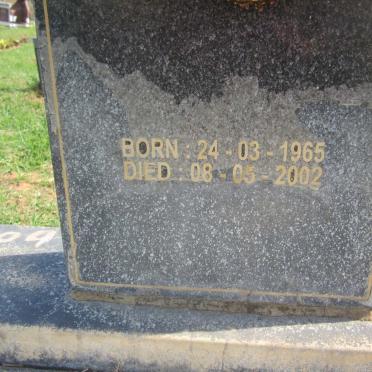 BORN : 24 - 03 - 1965
DIED : 08 - 05 - 2002